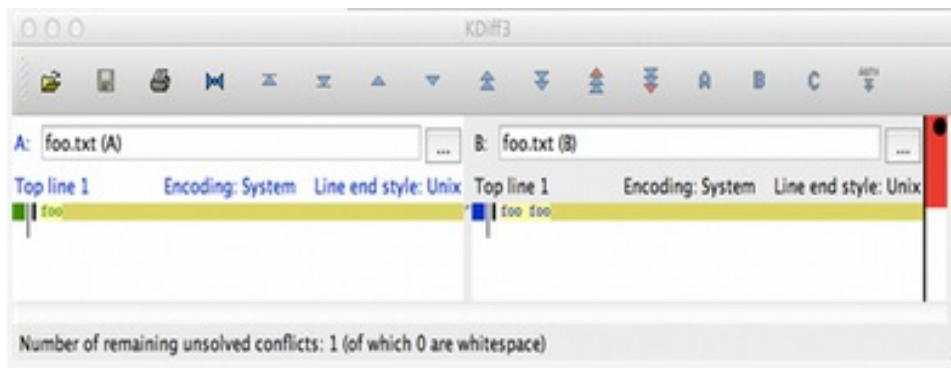 KDiff3
A B C
A: foo.txt (A) ...
B: foo.txt (B) ...
Top line 1 Encoding: System Line end style: Unix
Top line 1 Encoding: System Line end style: Unix
foo
foo foo
Number of remaining unsolved conflicts: 1 (of which 0 are whitespace)